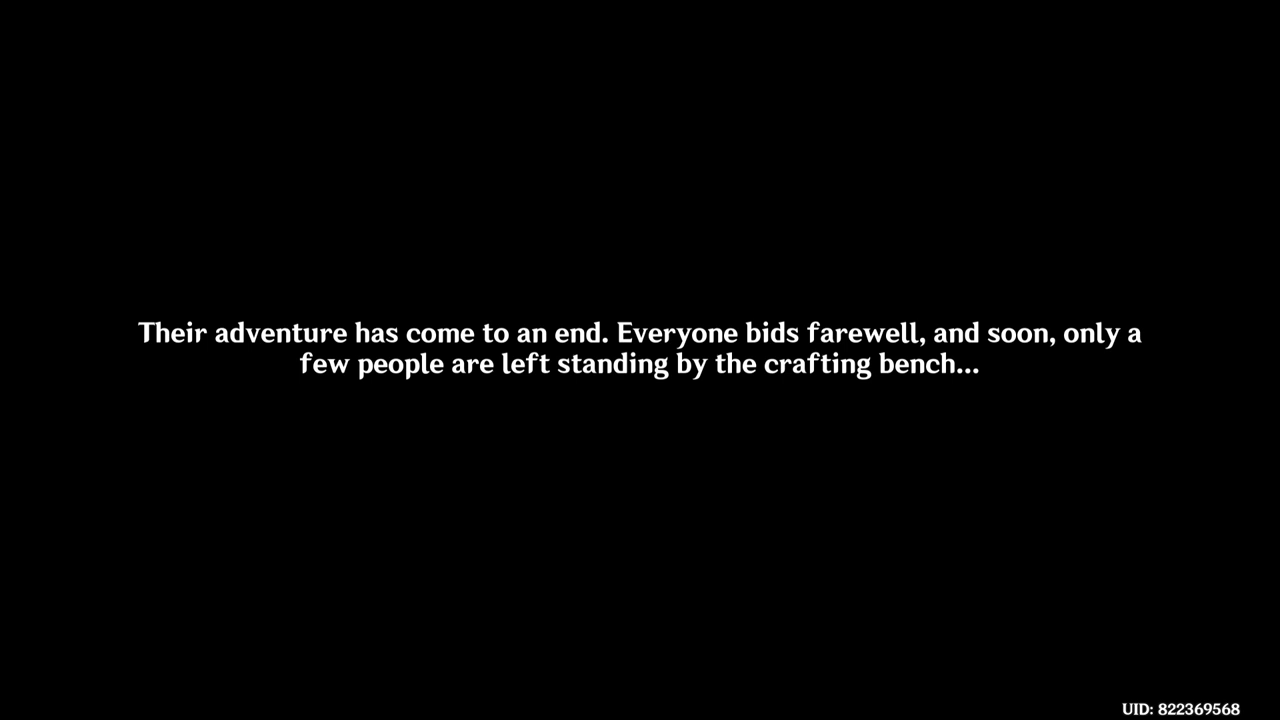 Their adventure has come to an end. Everyone bids farewell, and soon, only a
few people are left standing by the crafting bench...
UID: 822369568